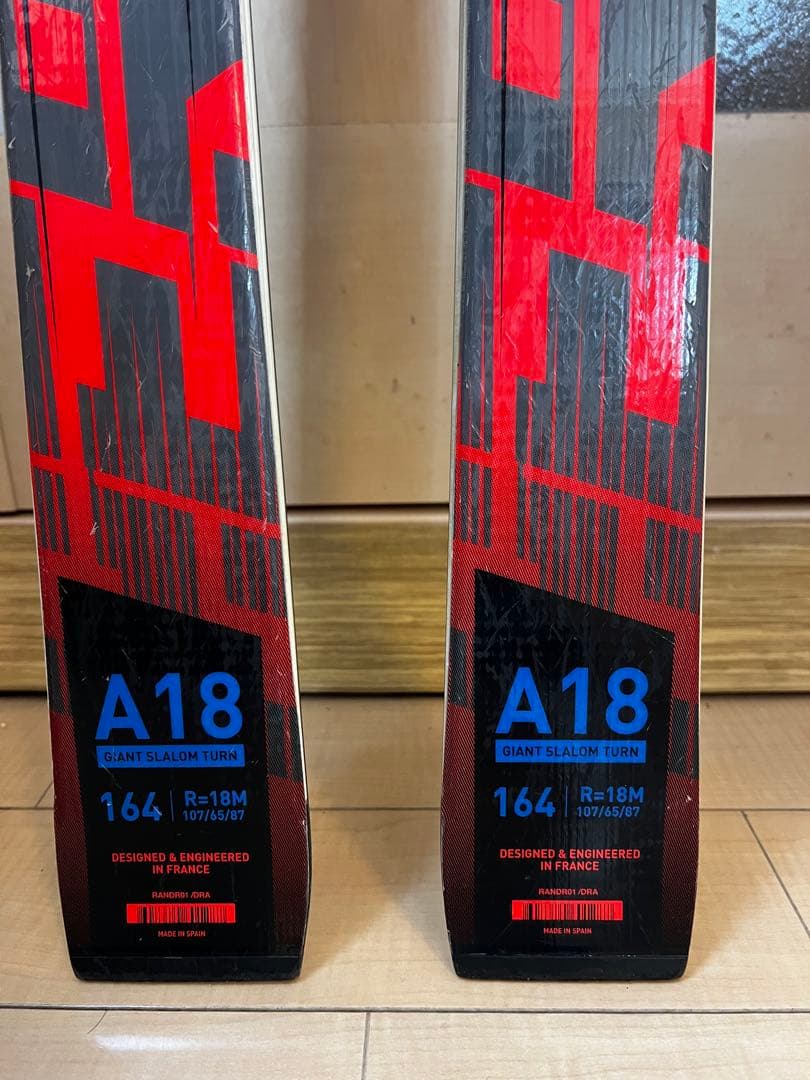 A18
GIANT SLALOM TURN
164 | R=18M
107/65/87
DESIGNED & ENGINEERED
IN FRANCE
RANDR01 /DRA
MADE IN SPAIN
A18
GIANT SLALOM TURN
164 | R=18M
107/65/87
DESIGNED & ENGINEERED
IN FRANCE
RANDR01 /DRA
MADE IN SPAIN